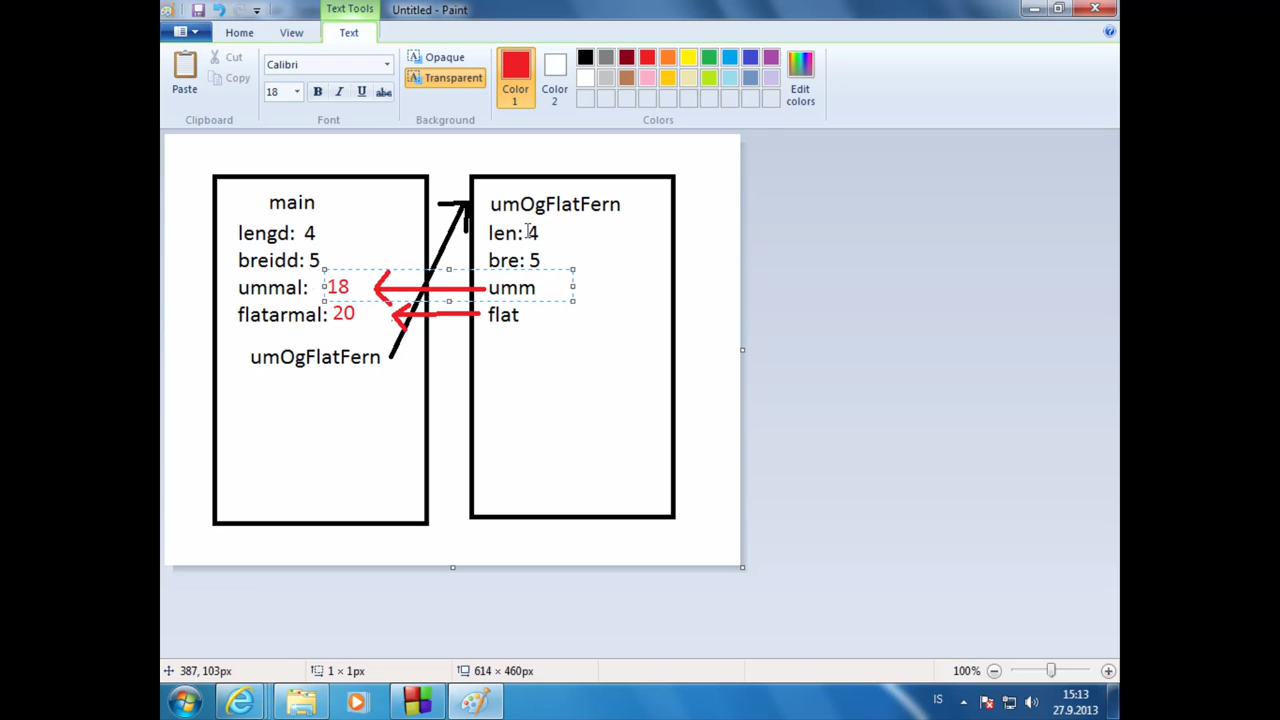 Text Tools
Untitled - Paint
Home
View
Text
Paste
Cut
Copy
Clipboard
Calibri
18
B I U abc
Font
Opaque
Transparent
Background
Color 1
Color 2
Edit colors
Colors
main
lengd: 4
breidd: 5
ummal: 18
flatarmal: 20
umOgFlatFern
umOgFlatFern
len: 4
bre: 5
umm
flat
387, 103px
1 × 1px
614 × 460px
100%
IS
15:13
27.9.2013